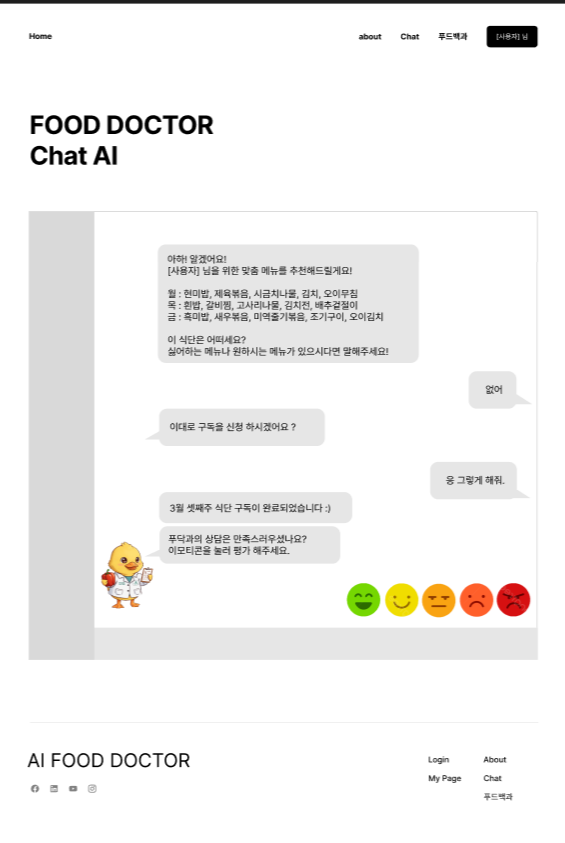 Home
about
Chat
푸드백과
[사용자] 님
FOOD DOCTOR
Chat AI
아하! 알겠어요!
[사용자] 님을 위한 맞춤 메뉴를 추천해드릴게요!
월 : 현미밥, 제육볶음, 시금치나물, 김치, 오이무침
목 : 흰밥, 갈비찜, 고사리나물, 김치전, 배추겉절이
금 : 흑미밥, 새우볶음, 미역줄기볶음, 조기구이, 오이김치
이 식단은 어떠세요?
싫어하는 메뉴나 원하시는 메뉴가 있으시다면 말해주세요!
없어
이대로 구독을 신청 하시겠어요 ?
웅 그렇게 해줘.
3월 셋째주 식단 구독이 완료되었습니다 :)
푸닥과의 상담은 만족스러우셨나요?
이모티콘을 눌러 평가 해주세요.
AI FOOD DOCTOR
Login
About
My Page
Chat
푸드백과